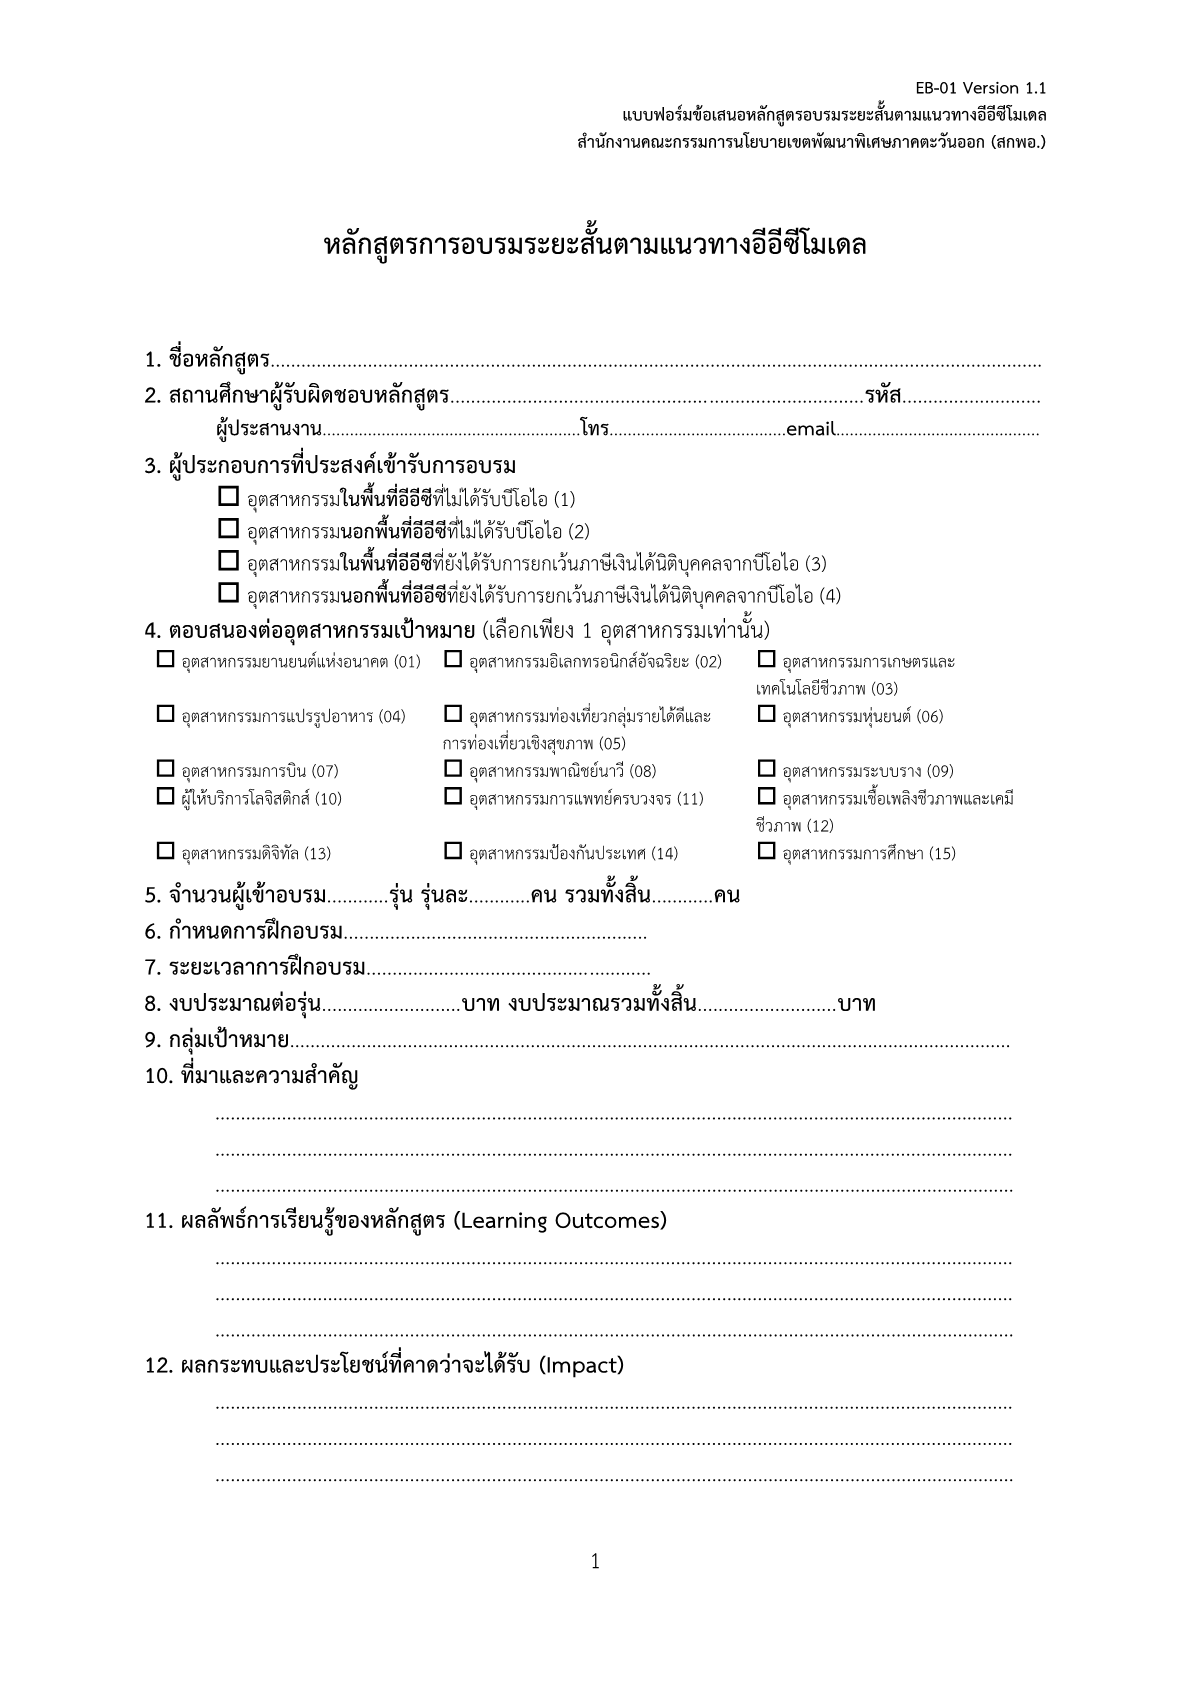 EB-01 Version 1.1
แบบฟอร์มข้อเสนอหลักสูตรอบรมระยะสั้นตามแนวทางอีอีซีโมเดล
สำนักงานคณะกรรมการนโยบายเขตพัฒนาพิเศษภาคตะวันออก (สกพอ.)
หลักสูตรการอบรมระยะสั้นตามแนวทางอีอีซีโมเดล
1. ชื่อหลักสูตร....................................................................................................
2. สถานศึกษาผู้รับผิดชอบหลักสูตร..................................................รหัส...........................
ผู้ประสานงาน........................................................โทร.......................................email.............................................
3. ผู้ประกอบการที่ประสงค์เข้ารับการอบรม
☐ อุตสาหกรรมในพื้นที่อีอีซีที่ไม่ได้รับบีโอไอ (1)
☐ อุตสาหกรรมนอกพื้นที่อีอีซีที่ไม่ได้รับบีโอไอ (2)
☐ อุตสาหกรรมในพื้นที่อีอีซีที่ยังได้รับการยกเว้นภาษีเงินได้นิติบุคคลจากบีโอไอ (3)
☐ อุตสาหกรรมนอกพื้นที่อีอีซีที่ยังได้รับการยกเว้นภาษีเงินได้นิติบุคคลจากบีโอไอ (4)
4. ตอบสนองต่ออุตสาหกรรมเป้าหมาย (เลือกเพียง 1 อุตสาหกรรมเท่านั้น)
☐ อุตสาหกรรมยานยนต์แห่งอนาคต (01) ☐ อุตสาหกรรมอิเลกทรอนิกส์อัจฉริยะ (02) ☐ อุตสาหกรรมการเกษตรและ
เทคโนโลยีชีวภาพ (03)
☐ อุตสาหกรรมการแปรรูปอาหาร (04) ☐ อุตสาหกรรมท่องเที่ยวกลุ่มรายได้ดีและ ☐ อุตสาหกรรมหุ่นยนต์ (06)
การท่องเที่ยวเชิงสุขภาพ (05)
☐ อุตสาหกรรมการบิน (07) ☐ อุตสาหกรรมพาณิชย์นาวี (08) ☐ อุตสาหกรรมระบบราง (09)
☐ ผู้ให้บริการโลจิสติกส์ (10) ☐ อุตสาหกรรมการแพทย์ครบวงจร (11) ☐ อุตสาหกรรมเชื้อเพลิงชีวภาพและเคมี
ชีวภาพ (12)
☐ อุตสาหกรรมดิจิทัล (13) ☐ อุตสาหกรรมป้องกันประเทศ (14) ☐ อุตสาหกรรมการศึกษา (15)
5. จำนวนผู้เข้าอบรม............รุ่น รุ่นละ............คน รวมทั้งสิ้น............คน
6. กำหนดการฝึกอบรม...........................................................
7. ระยะเวลาการฝึกอบรม.......................................................
8. งบประมาณต่อรุ่น...........................บาท งบประมาณรวมทั้งสิ้น...........................บาท
9. กลุ่มเป้าหมาย....................................................................................................
10. ที่มาและความสำคัญ
....................................................................................................
....................................................................................................
....................................................................................................
11. ผลลัพธ์การเรียนรู้ของหลักสูตร (Learning Outcomes)
....................................................................................................
....................................................................................................
....................................................................................................
12. ผลกระทบและประโยชน์ที่คาดว่าจะได้รับ (Impact)
....................................................................................................
....................................................................................................
....................................................................................................
1